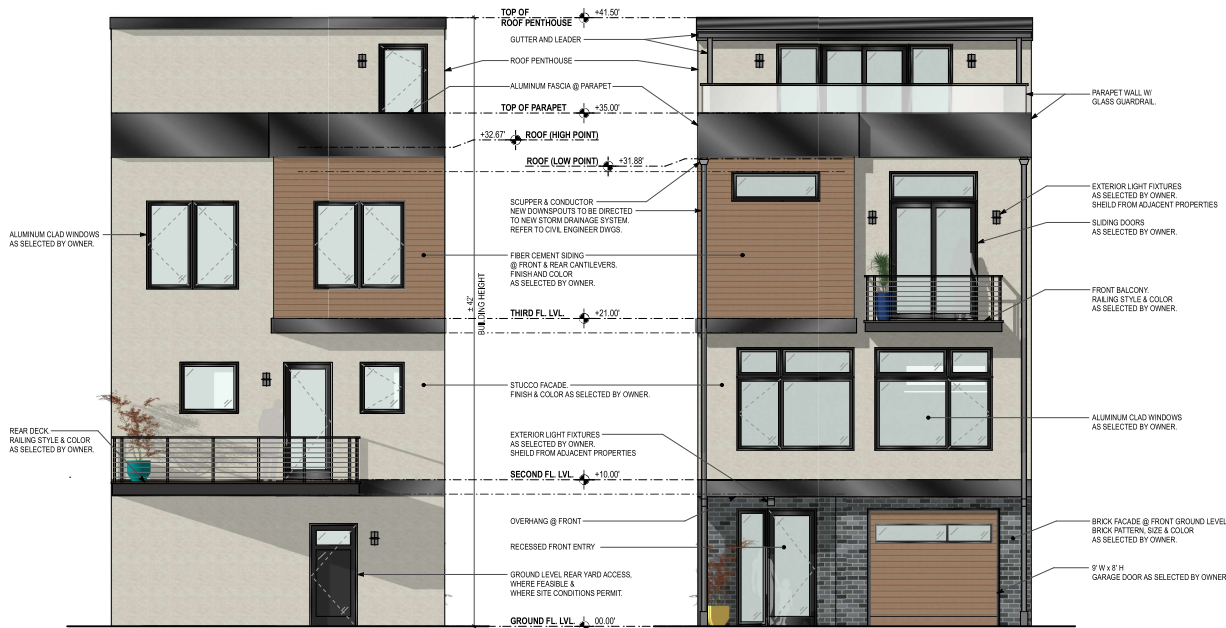 TOP OF
ROOF PENTHOUSE
+41.50'
GUTTER AND LEADER
ROOF PENTHOUSE
ALUMINUM FASCIA @ PARAPET
TOP OF PARAPET
+35.00'
+32.67'
ROOF (HIGH POINT)
ROOF (LOW POINT)
+31.88'
SCUPPER & CONDUCTOR
NEW DOWNSPOUTS TO BE DIRECTED
TO NEW STORM DRAINAGE SYSTEM.
REFER TO CIVIL ENGINEER DWGS.
ALUMINUM CLAD WINDOWS
AS SELECTED BY OWNER.
FIBER CEMENT SIDING
@ FRONT & REAR CANTILEVERS.
FINISH AND COLOR
AS SELECTED BY OWNER.
± 42'
BUILDING HEIGHT
THIRD FL. LVL.
+21.00'
STUCCO FACADE.
FINISH & COLOR AS SELECTED BY OWNER.
REAR DECK.
RAILING STYLE & COLOR
AS SELECTED BY OWNER.
EXTERIOR LIGHT FIXTURES
AS SELECTED BY OWNER.
SHEILD FROM ADJACENT PROPERTIES
SECOND FL. LVL.
+10.00'
OVERHANG @ FRONT
RECESSED FRONT ENTRY
GROUND LEVEL REAR YARD ACCESS,
WHERE FEASIBLE &
WHERE SITE CONDITIONS PERMIT.
GROUND FL. LVL.
00.00'
PARAPET WALL W/
GLASS GUARDRAIL.
EXTERIOR LIGHT FIXTURES
AS SELECTED BY OWNER.
SHEILD FROM ADJACENT PROPERTIES
SLIDING DOORS
AS SELECTED BY OWNER.
FRONT BALCONY.
RAILING STYLE & COLOR
AS SELECTED BY OWNER.
ALUMINUM CLAD WINDOWS
AS SELECTED BY OWNER.
BRICK FACADE @ FRONT GROUND LEVEL
BRICK PATTERN, SIZE & COLOR
AS SELECTED BY OWNER.
9' W x 8' H
GARAGE DOOR AS SELECTED BY OWNER